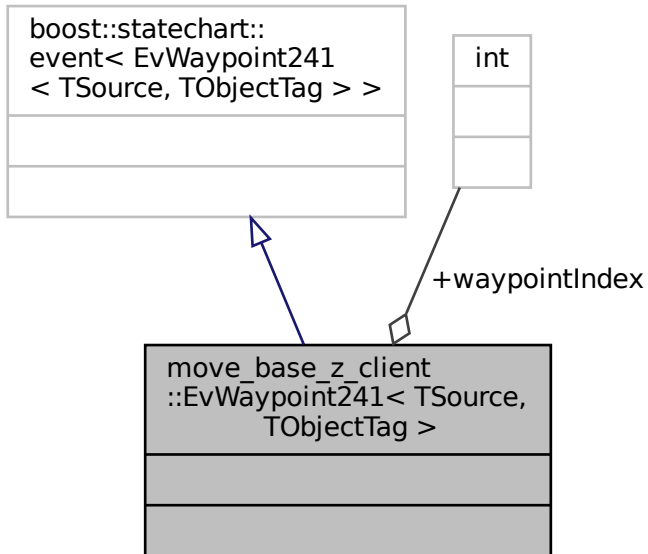 boost::statechart::
event< EvWaypoint241
< TSource, TObjectTag > >
int
+waypointIndex
move_base_z_client
::EvWaypoint241< TSource,
TObjectTag >